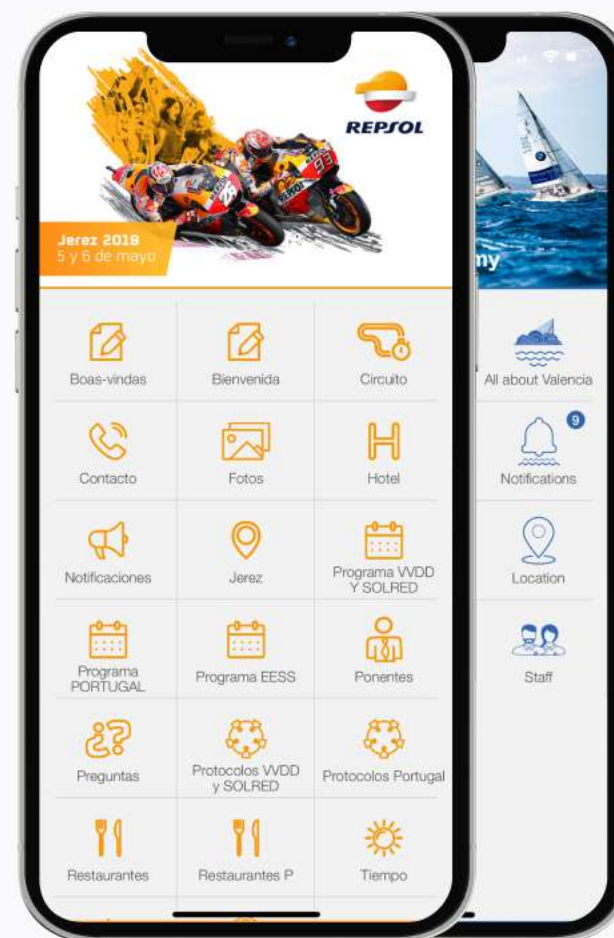 REPSOL
26
93
Jerez 2018
5 y 6 de mayo
Boas-vindas
Bienvenida
Circuito
Contacto
Fotos
Hotel
Notificaciones
Jerez
Programa VVDD
Y SOLRED
Programa
PORTUGAL
Programa EESS
Ponentes
Preguntas
Protocolos VVDD
y SOLRED
Protocolos Portugal
Restaurantes
Restaurantes P
Tiempo
my
All about Valencia
9
Notifications
Location
Staff